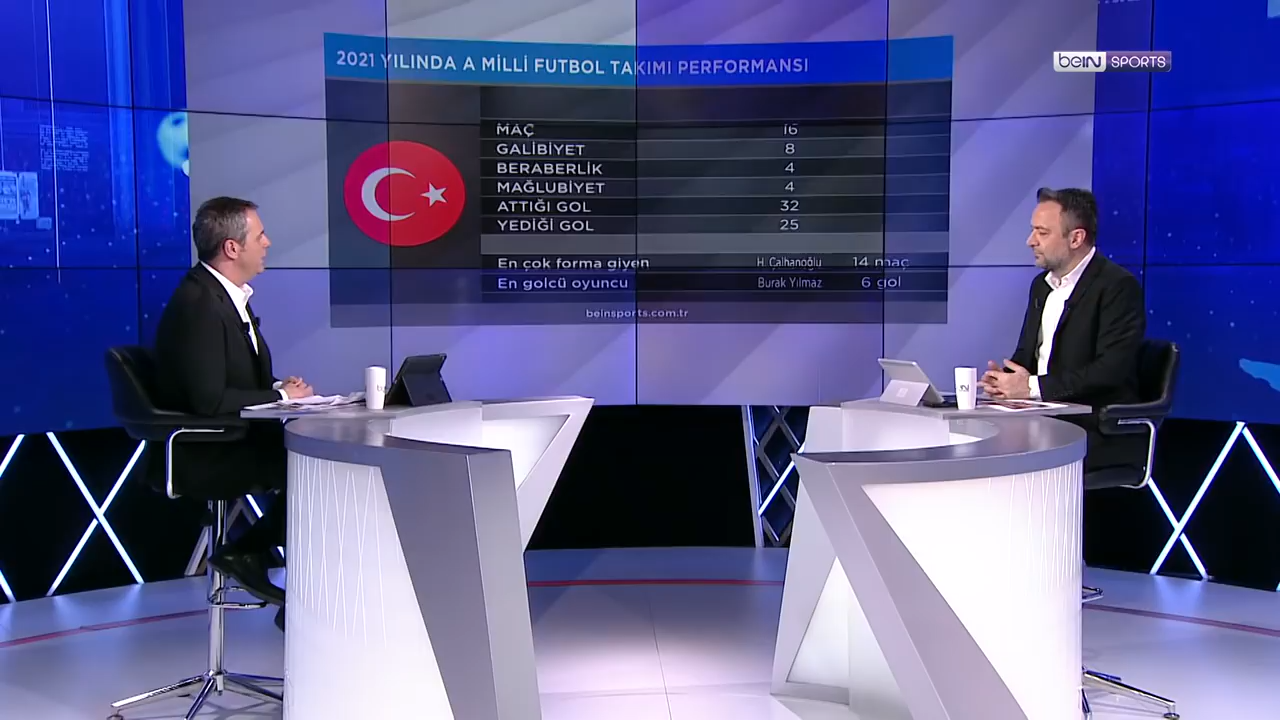 2021 YILINDA A MİLLİ FUTBOL TAKIMI PERFORMANSI
beIN SPORTS
MAÇ 16
GALİBİYET 8
BERABERLİK 4
MAĞLUBİYET 4
ATTIĞI GOL 32
YEDİĞİ GOL 25
En çok forma giyen H. Çalhanoğlu 14 maç
En golcü oyuncu Burak Yılmaz 6 gol
beinsports.com.tr